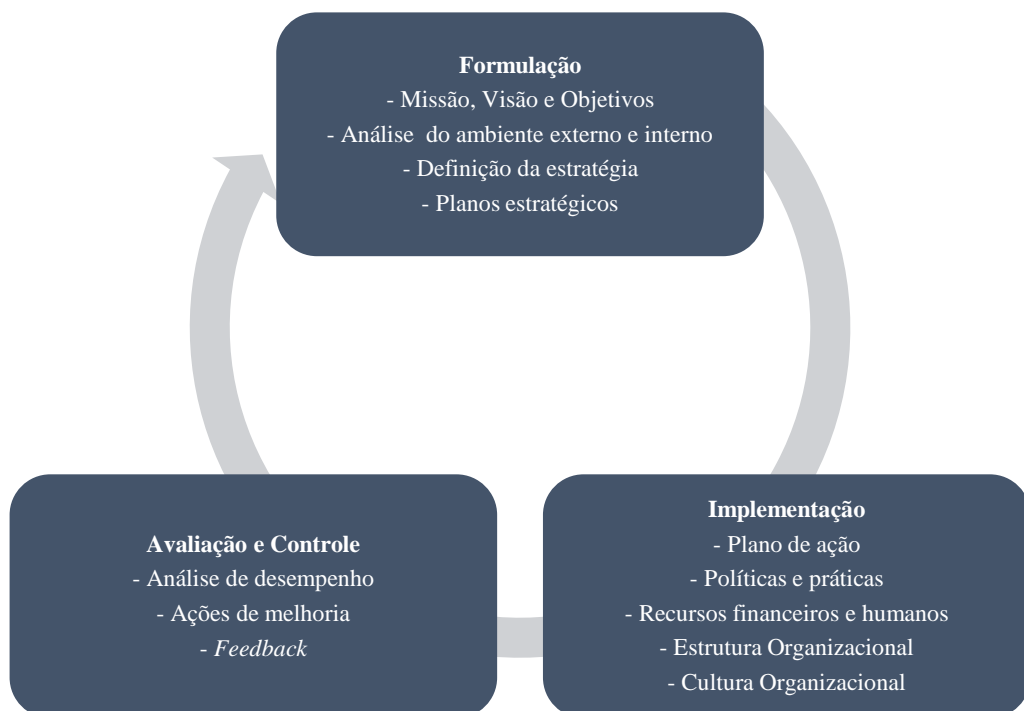 Formulação
- Missão, Visão e Objetivos
- Análise do ambiente externo e interno
- Definição da estratégia
- Planos estratégicos
Avaliação e Controle
- Análise de desempenho
- Ações de melhoria
- Feedback
Implementação
- Plano de ação
- Políticas e práticas
- Recursos financeiros e humanos
- Estrutura Organizacional
- Cultura Organizacional